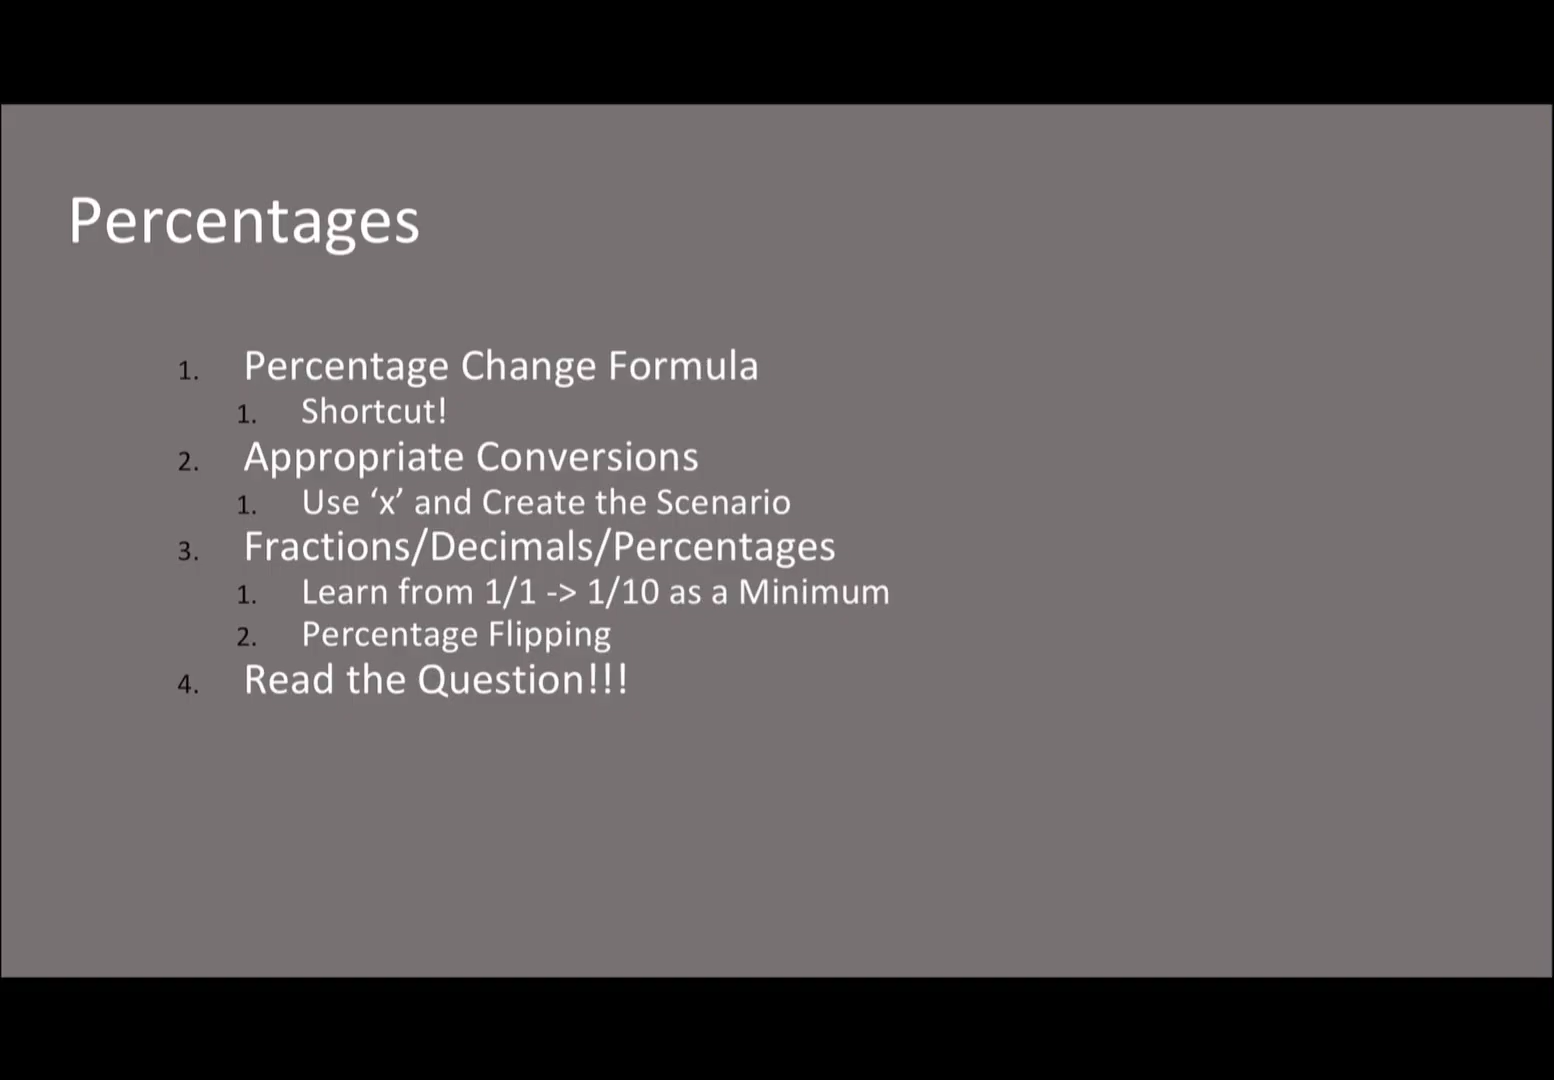 Percentages
1. Percentage Change Formula
1. Shortcut!
2. Appropriate Conversions
1. Use ‘x’ and Create the Scenario
3. Fractions/Decimals/Percentages
1. Learn from 1/1 -> 1/10 as a Minimum
2. Percentage Flipping
4. Read the Question!!!